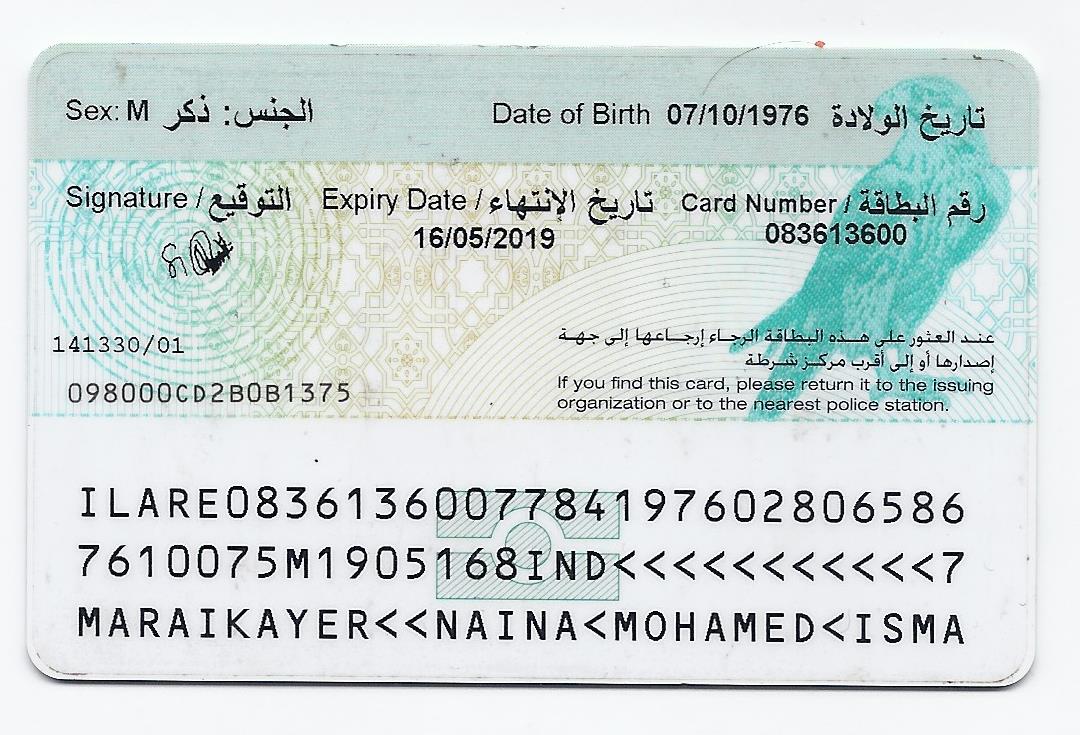 Sex: M الجنس: ذكر Date of Birth 07/10/1976 تاريخ الولادة
Signature / التوقيع Expiry Date / تاريخ الإنتهاء Card Number / رقم البطاقة
16/05/2019 083613600
141330/01
098000CD2B0B1375
عند العثور على هذه البطاقة الرجاء إرجاعها إلى جهة
إصدارها أو إلى أقرب مركز شرطة
If you find this card, please return it to the issuing
organization or to the nearest police station.
ILARE0836136007784197602806586
7610075M1905168IND<<<<<<<<<<<7
MARAIKAYER<<NAINA<MOHAMED<ISMA